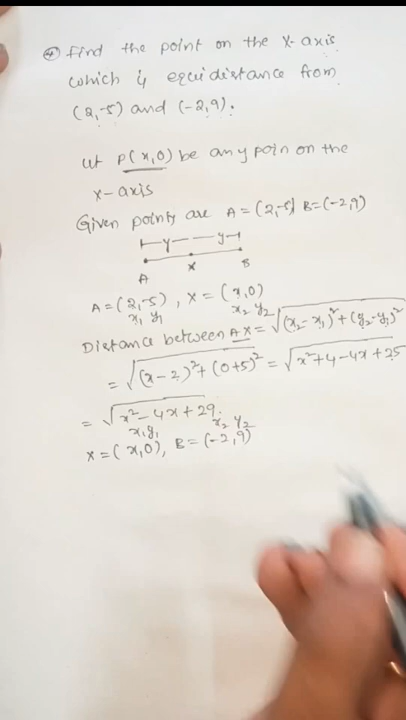 ④ find the point on the X-axis
which is equidistance from
(2,-5) and (-2,9).
let P(x,0) be any poin on the
x-axis
Given points are A = (2,-5) B=(-2,9)
y y
A X B
A = (2,-5), X = (x,0)
x₁ y₁ x₂ y₂
Distance between AX = √(x₂-x₁)²+(y₂-y₁)²
= √(x-2)²+(0+5)² = √x²+4-4x+25
= √x²-4x+29.
x₁ y₁ x₂ y₂
X = (x,0), B = (-2,9)